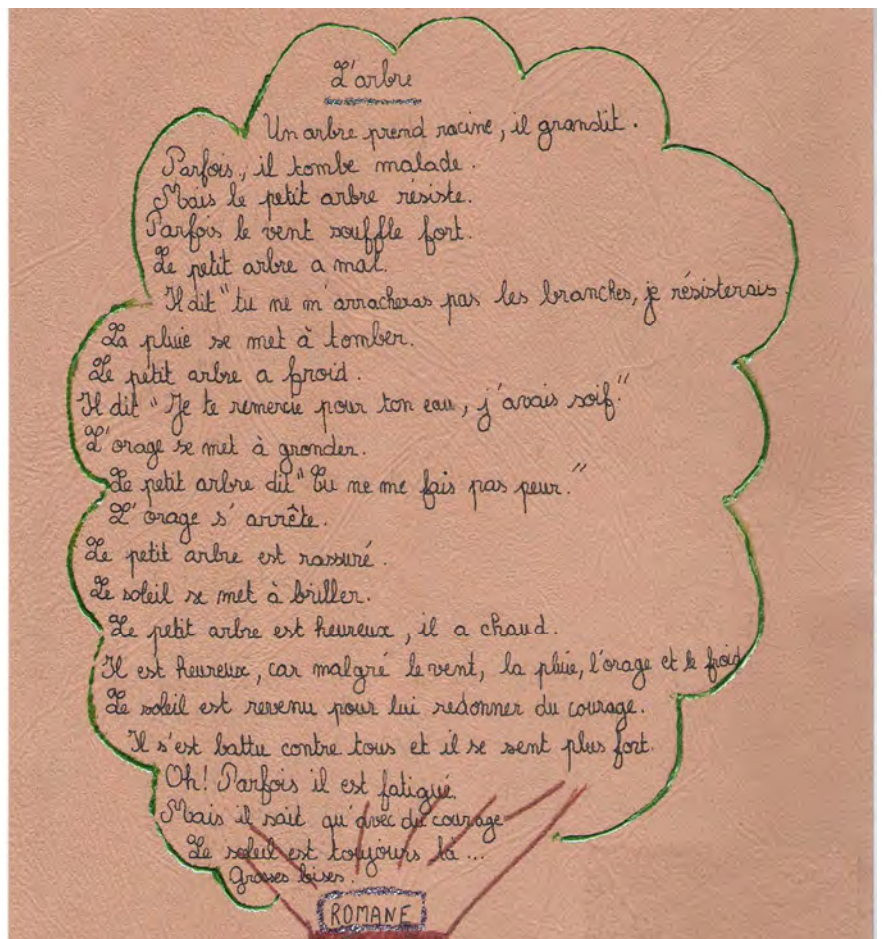 L'arbre
Un arbre prend racine, il grandit.
Parfois, il tombe malade.
Mais le petit arbre résiste.
Parfois le vent souffle fort.
Le petit arbre a mal.
Il dit "tu ne m'arracheras pas les branches, je résisterais
La pluie se met à tomber.
Le petit arbre a froid.
Il dit "Je te remercie pour ton eau, j'avais soif."
L'orage se met à gronder.
Le petit arbre dit "Tu ne me fais pas peur."
L'orage s'arrête.
Le petit arbre est rassuré.
Le soleil se met à briller.
Le petit arbre est heureux, il a chaud.
Il est heureux, car malgré le vent, la pluie, l'orage et le froid
Le soleil est revenu pour lui redonner du courage.
Il s'est battu contre tous et il se sent plus fort.
Oh! Parfois il est fatigué
Mais il sait qu'avec du courage
Le soleil est toujours là ...
Grosses bises.
ROMANE